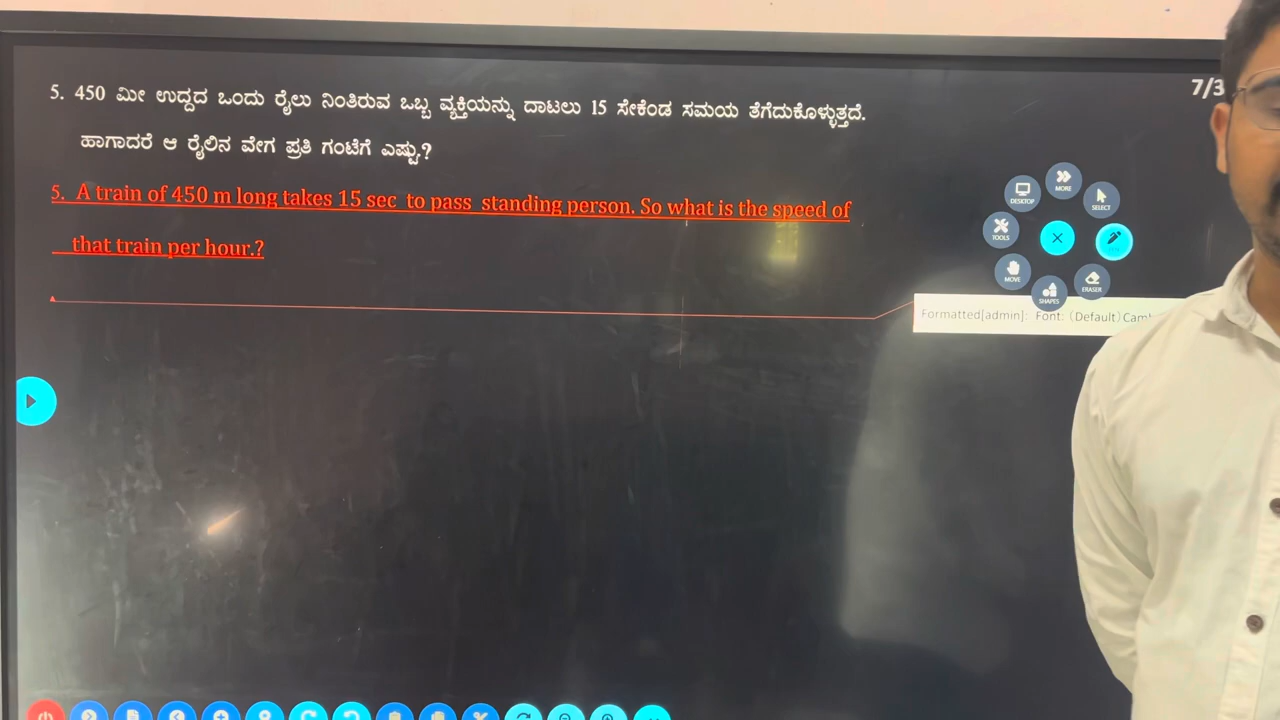 7/3
5. 450 ಮೀ ಉದ್ದದ ಒಂದು ರೈಲು ನಿಂತಿರುವ ಒಬ್ಬ ವ್ಯಕ್ತಿಯನ್ನು ದಾಟಲು 15 ಸೇಕೆಂಡ ಸಮಯ ತೆಗೆದುಕೊಳ್ಳುತ್ತದೆ.
ಹಾಗಾದರೆ ಆ ರೈಲಿನ ವೇಗ ಪ್ರತಿ ಗಂಟೆಗೆ ಎಷ್ಟು.?
5. A train of 450 m long takes 15 sec to pass standing person. So what is the speed of
that train per hour.?
MORE
DESKTOP
SELECT
TOOLS
MOVE
ERASER
SHAPES
Formatted[admin]: Font: (Default)